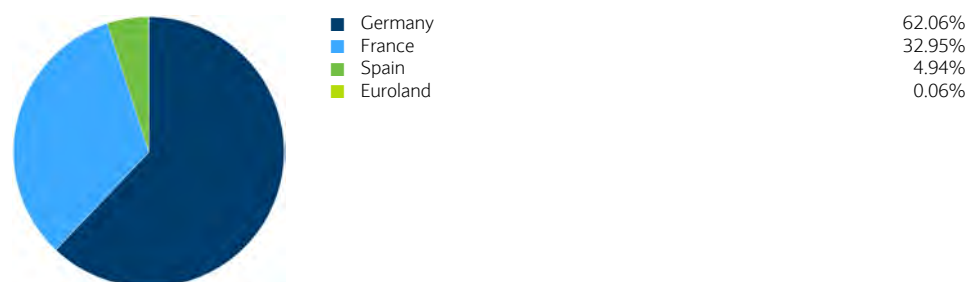 Germany 62.06%
France 32.95%
Spain 4.94%
Euroland 0.06%